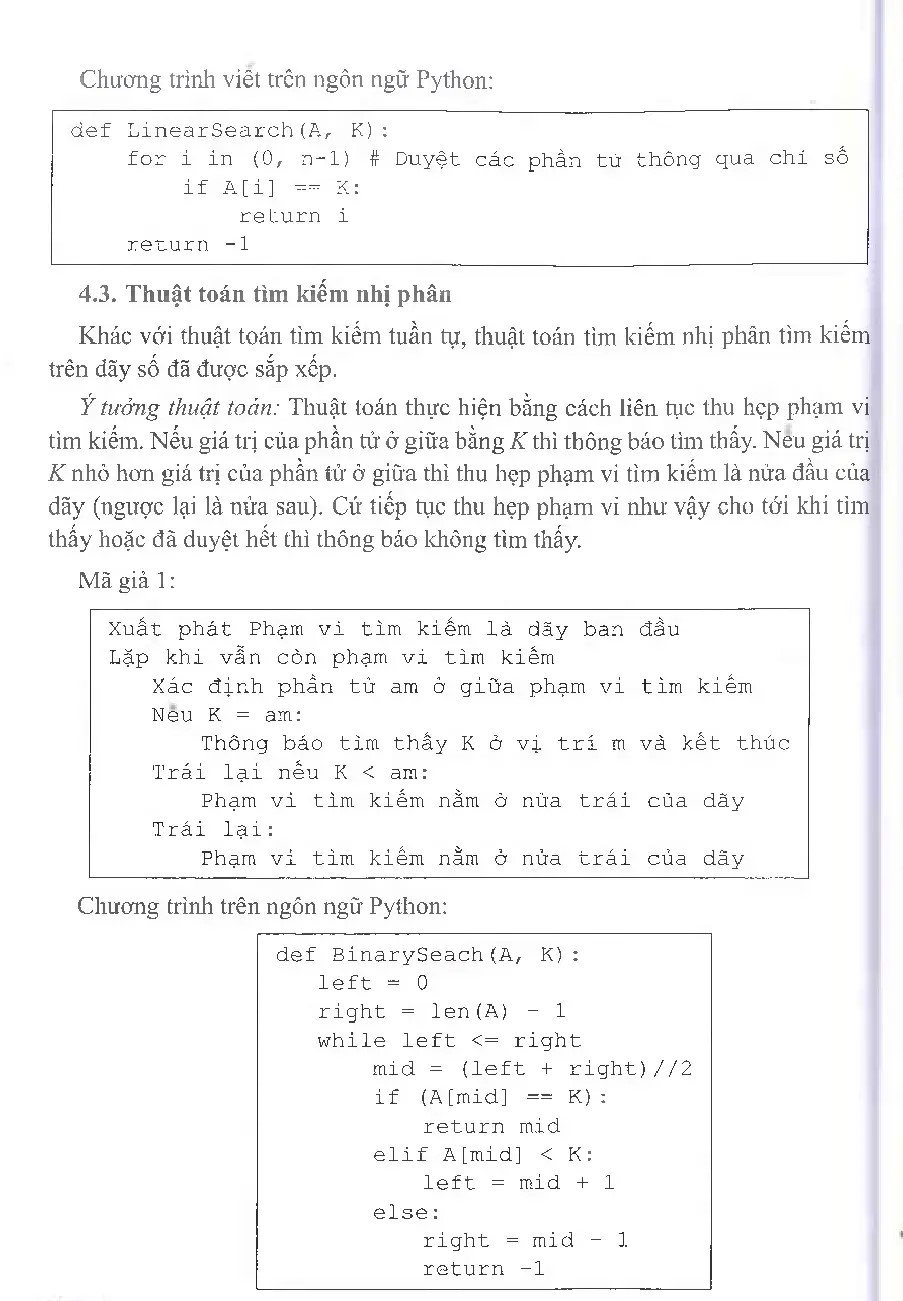 Chương trình viết trên ngôn ngữ Python:
def LinearSearch(A, K):
for i in (0, n-1) # Duyệt các phần tử thông qua chỉ số
if A[i] == K:
return i
return -1
4.3. Thuật toán tìm kiếm nhị phân
Khác với thuật toán tìm kiếm tuần tự, thuật toán tìm kiếm nhị phân tìm kiếm
trên dãy số đã được sắp xếp.
Ý tưởng thuật toán: Thuật toán thực hiện bằng cách liên tục thu hẹp phạm vi
tìm kiếm. Nếu giá trị của phần tử ở giữa bằng K thì thông báo tìm thấy. Nếu giá trị
K nhỏ hơn giá trị của phần tử ở giữa thì thu hẹp phạm vi tìm kiếm là nửa đầu của
dãy (ngược lại là nửa sau). Cứ tiếp tục thu hẹp phạm vi như vậy cho tới khi tìm
thấy hoặc đã duyệt hết thì thông báo không tìm thấy.
Mã giả 1:
Xuất phát Phạm vi tìm kiếm là dãy ban đầu
Lặp khi vẫn còn phạm vi tìm kiếm
Xác định phần tử am ở giữa phạm vi tìm kiếm
Nếu K = am:
Thông báo tìm thấy K ở vị trí m và kết thúc
Trái lại nếu K < am:
Phạm vi tìm kiếm nằm ở nửa trái của dãy
Trái lại:
Phạm vi tìm kiếm nằm ở nửa trái của dãy
Chương trình trên ngôn ngữ Python:
def BinarySeach(A, K):
left = 0
right = len(A) - 1
while left <= right
mid = (left + right)//2
if (A[mid] == K):
return mid
elif A[mid] < K:
left = mid + 1
else:
right = mid - 1
return -1